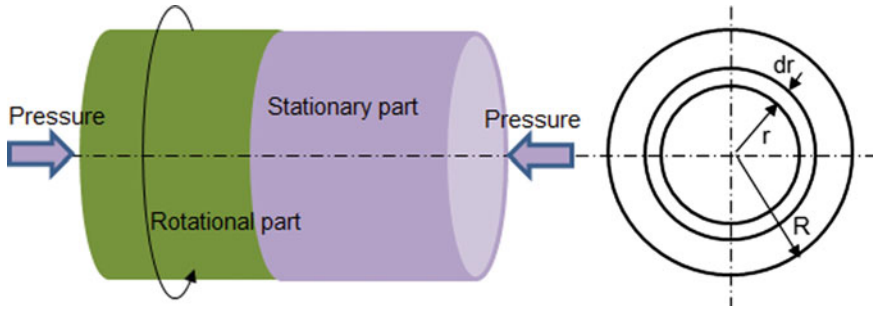 Pressure
Stationary part
Pressure
Rotational part
dr
r
R